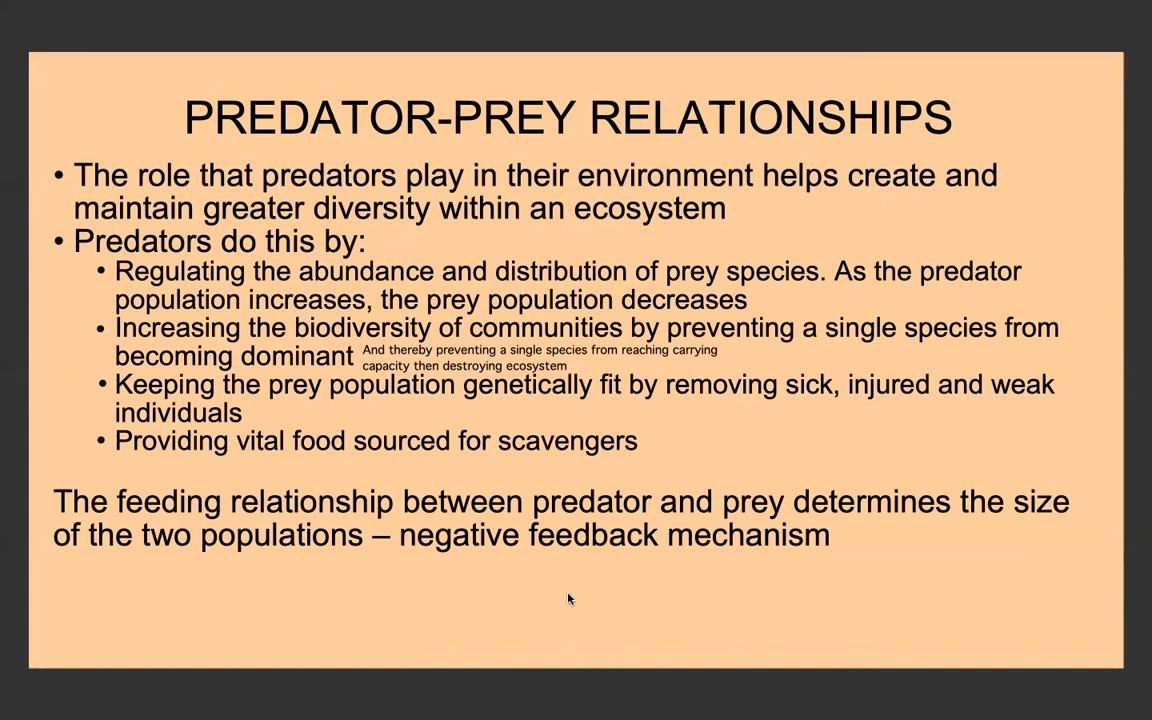 PREDATOR-PREY RELATIONSHIPS
• The role that predators play in their environment helps create and
maintain greater diversity within an ecosystem
• Predators do this by:
• Regulating the abundance and distribution of prey species. As the predator
population increases, the prey population decreases
• Increasing the biodiversity of communities by preventing a single species from
becoming dominant
And thereby preventing a single species from reaching carrying
capacity then destroying ecosystem
• Keeping the prey population genetically fit by removing sick, injured and weak
individuals
• Providing vital food sourced for scavengers
The feeding relationship between predator and prey determines the size
of the two populations – negative feedback mechanism